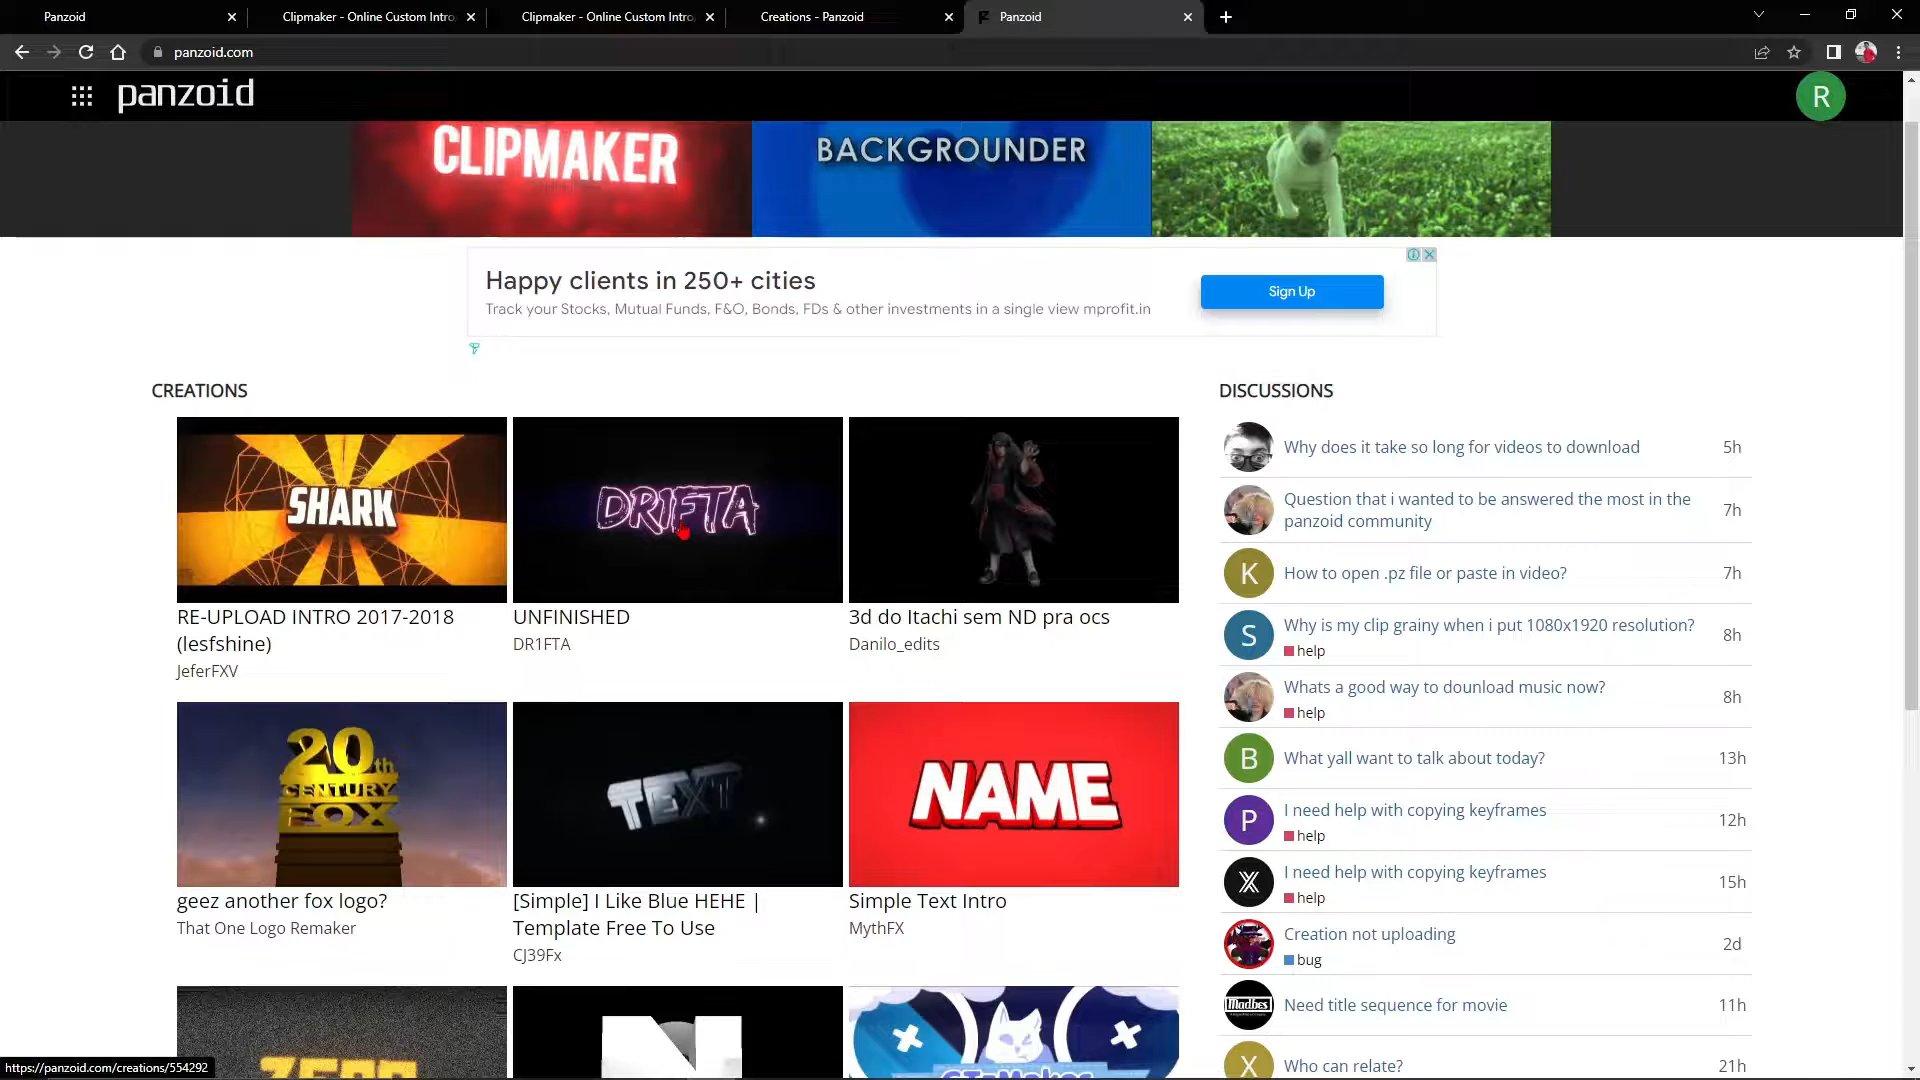 Panzoid
Clipmaker - Online Custom Intro
Clipmaker - Online Custom Intro
Creations - Panzoid
Panzoid
panzoid.com
panzoid
R
CLIPMAKER
BACKGROUNDER
Happy clients in 250+ cities
Track your Stocks, Mutual Funds, F&O, Bonds, FDs & other investments in a single view mprofit.in
Sign Up
CREATIONS
SHARK
DR1FTA
RE-UPLOAD INTRO 2017-2018
(lesfshine)
JeferFXV
UNFINISHED
DR1FTA
3d do Itachi sem ND pra ocs
Danilo_edits
20th
CENTURY
FOX
TEXT
NAME
geez another fox logo?
That One Logo Remaker
[Simple] I Like Blue HEHE |
Template Free To Use
CJ39Fx
Simple Text Intro
MythFX
DISCUSSIONS
Why does it take so long for videos to download
5h
Question that i wanted to be answered the most in the
panzoid community
7h
K
How to open .pz file or paste in video?
7h
S
Why is my clip grainy when i put 1080x1920 resolution?
help
8h
Whats a good way to dounload music now?
help
8h
B
What yall want to talk about today?
13h
P
I need help with copying keyframes
help
12h
I need help with copying keyframes
help
15h
Creation not uploading
bug
2d
Madbes
Need title sequence for movie
11h
X
Who can relate?
21h
https://panzoid.com/creations/554292